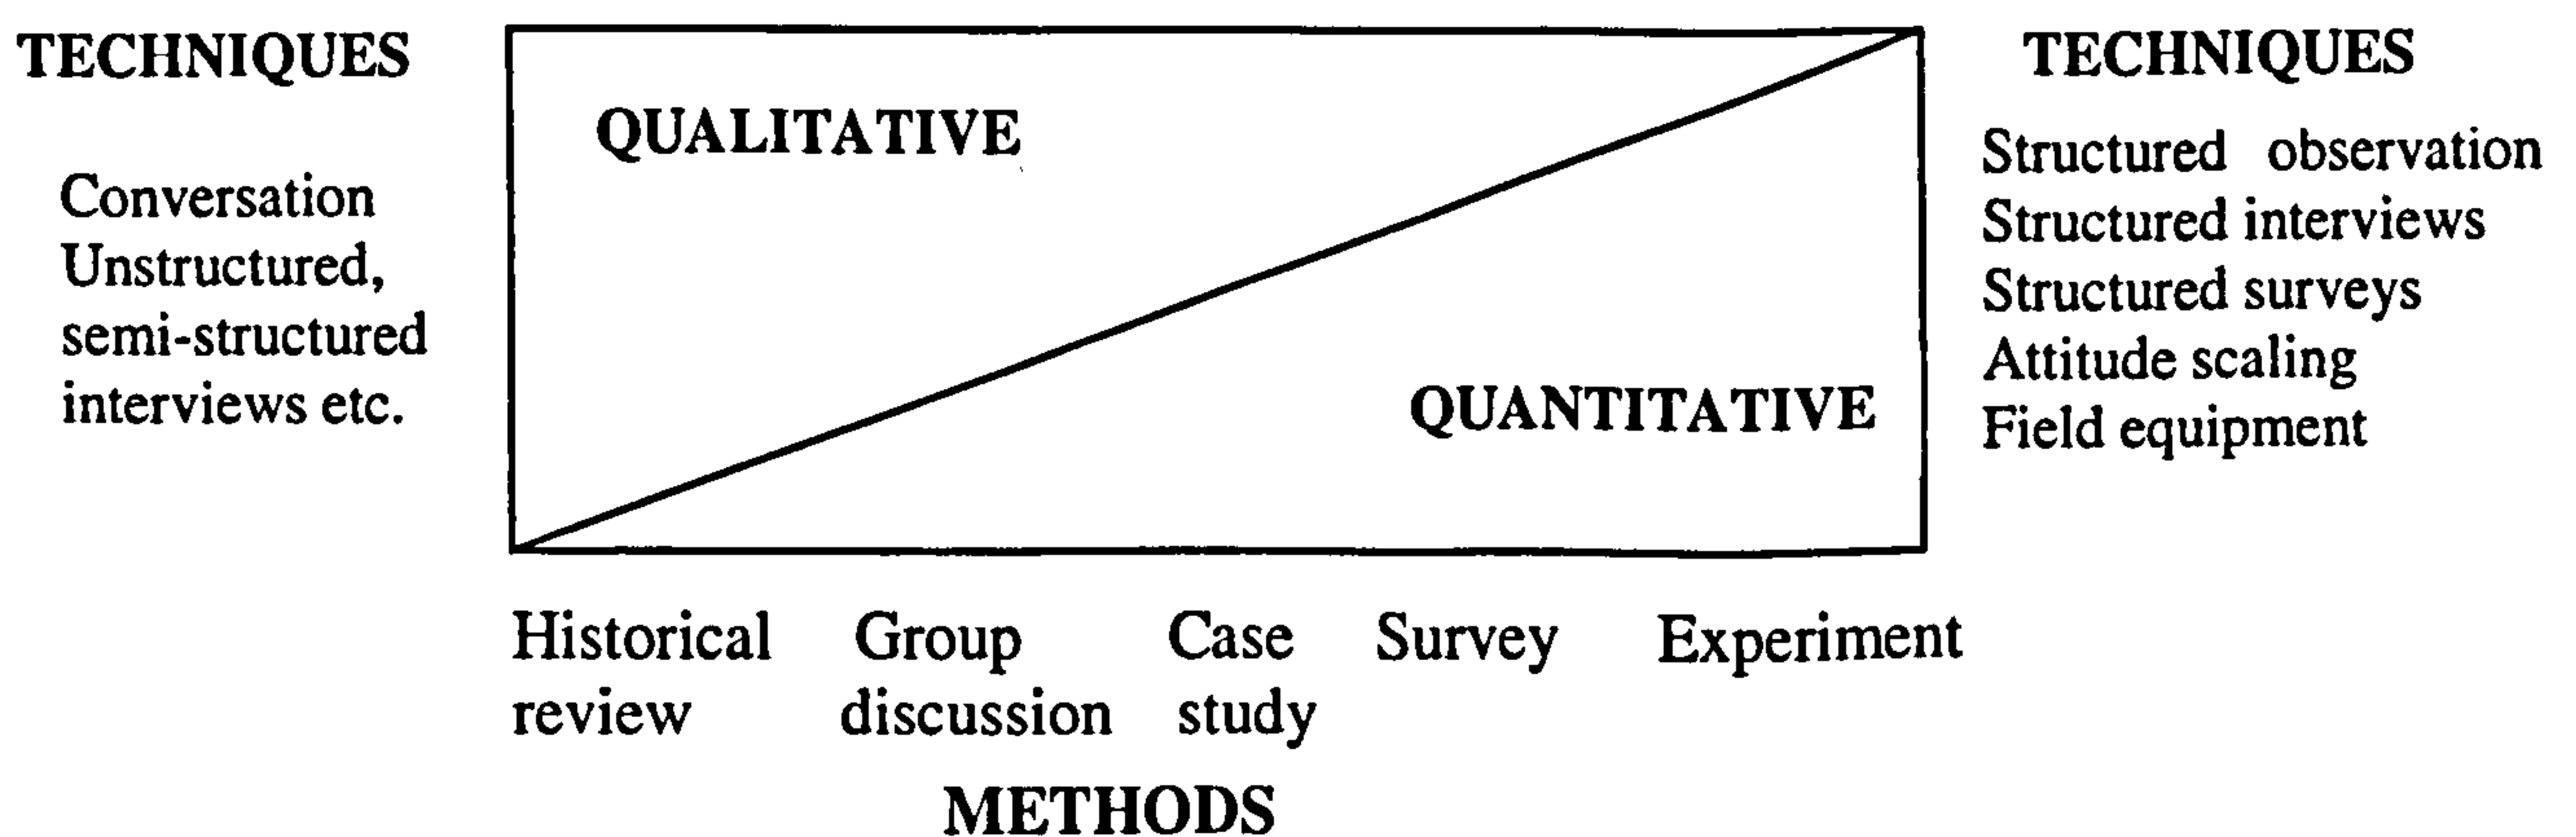 TECHNIQUES
Conversation
Unstructured,
semi-structured
interviews etc.
QUALITATIVE
QUANTITATIVE
TECHNIQUES
Structured observation
Structured interviews
Structured surveys
Attitude scaling
Field equipment
Historical review
Group discussion
Case study
Survey
Experiment
METHODS